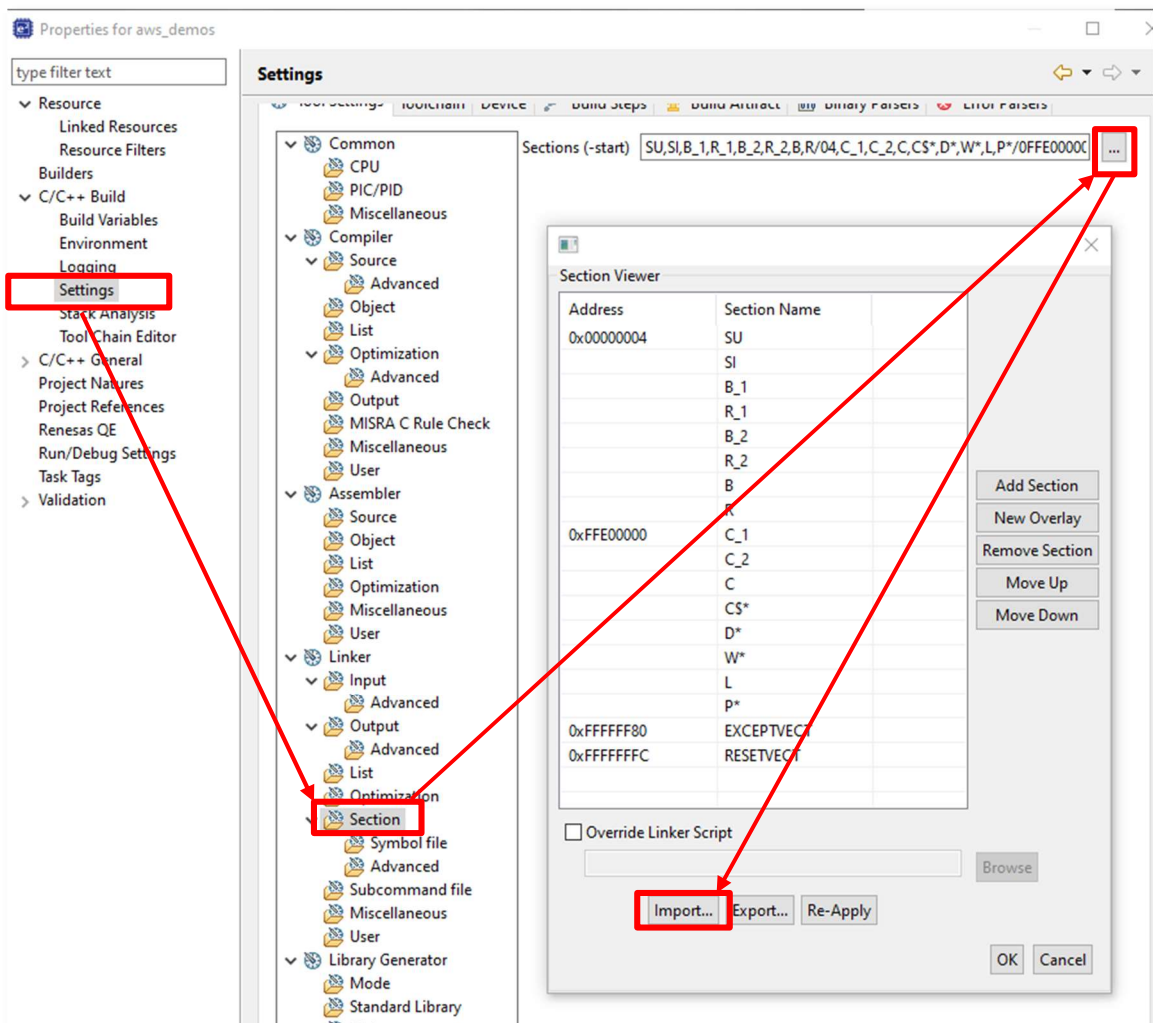 Properties for aws_demos
type filter text
Resource
Linked Resources
Resource Filters
Builders
C/C++ Build
Build Variables
Environment
Logging
Settings
Stack Analysis
Tool Chain Editor
C/C++ General
Project Natures
Project References
Renesas QE
Run/Debug Settings
Task Tags
Validation
Settings
Tool Settings Toolchain Device Build Steps Build Artifact Binary Parsers Error Parsers
Common
CPU
PIC/PID
Miscellaneous
Compiler
Source
Advanced
Object
List
Optimization
Advanced
Output
MISRA C Rule Check
Miscellaneous
User
Assembler
Source
Object
List
Optimization
Miscellaneous
User
Linker
Input
Advanced
Output
Advanced
List
Optimization
Section
Symbol file
Advanced
Subcommand file
Miscellaneous
User
Library Generator
Mode
Standard Library
Sections (-start) SU,SI,B_1,R_1,B_2,R_2,B,R/04,C_1,C_2,C,C$*,D*,W*,L,P*/0FFE00000 ...
Section Viewer
Address Section Name
0x00000004 SU
SI
B_1
R_1
B_2
R_2
B
R
0xFFE00000 C_1
C_2
C
C$*
D*
W*
L
P*
0xFFFFFF80 EXCEPTVECT
0xFFFFFFFC RESETVECT
Add Section
New Overlay
Remove Section
Move Up
Move Down
Override Linker Script
Browse
Import... Export... Re-Apply
OK Cancel